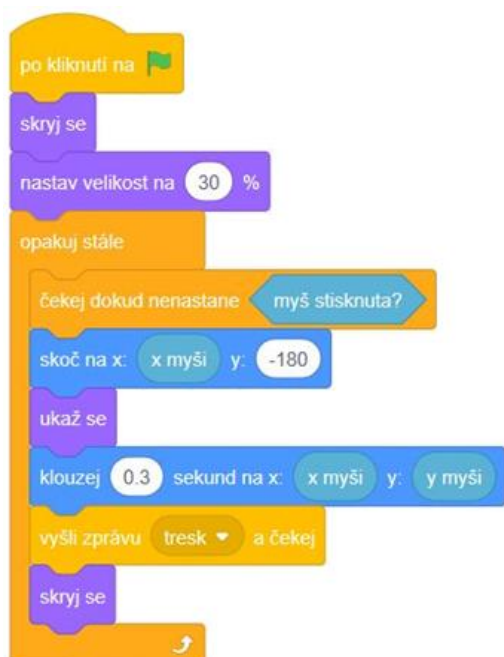 po kliknutí na
skryj se
nastav velikost na 30 %
opakuj stále
čekej dokud nenastane myš stisknuta?
skoč na x: x myši y: -180
ukaž se
klouzej 0.3 sekund na x: x myši y: y myši
vyšli zprávu tresk a čekej
skryj se